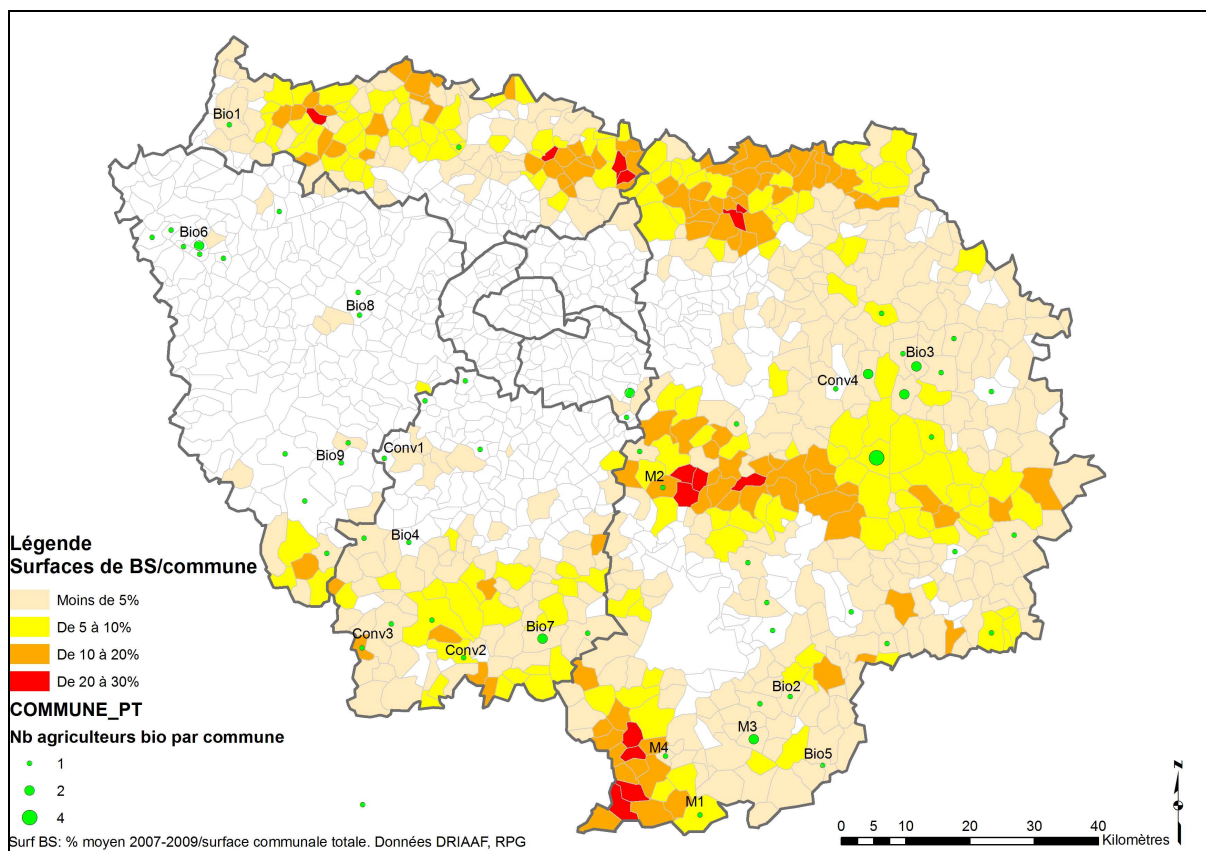 Bio1
Bio6
Bio8
Bio3
Conv4
Bio9
Conv1
M2
Bio4
Légende
Surfaces de BS/commune
Moins de 5%
De 5 à 10%
De 10 à 20%
De 20 à 30%
Conv3
Conv2
Bio7
Bio2
M3
M4
Bio5
M1
COMMUNE_PT
Nb agriculteurs bio par commune
1
2
4
N
0 5 10 20 30 40 Kilomètres
Surf BS: % moyen 2007-2009/surface communale totale. Données DRIAAF, RPG